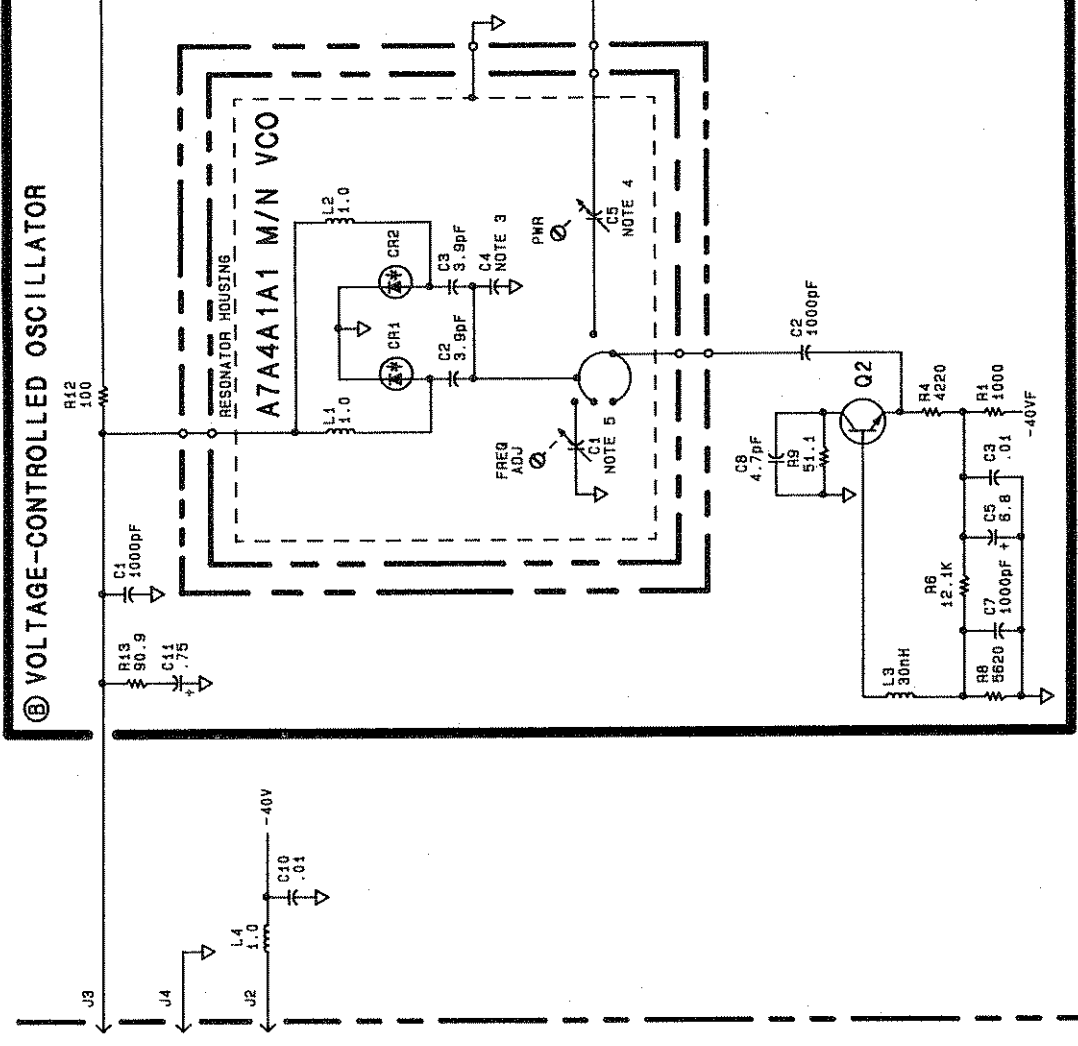 Ⓑ VOLTAGE-CONTROLLED OSCILLATOR
R12
100
C1
1000pF
R13
90.9
C11
.75
+
RESONATOR HOUSING
A7A4A1A1 M/N VCO
L1
1.0
L2
1.0
CR1
CR2
C2
3.9pF
C3
3.9pF
C4
NOTE 3
FREQ
ADJ
C1
NOTE 5
PWR
C5
NOTE 4
C2
1000pF
Q2
C8
4.7pF
R9
51.1
R4
4220
R1
1000
-40VF
C3
.01
C5
6.8
+
R6
12.1K
C7
1000pF
R8
5620
L3
30nH
J3
J4
J2
L4
1.0
C10
.01
-40V